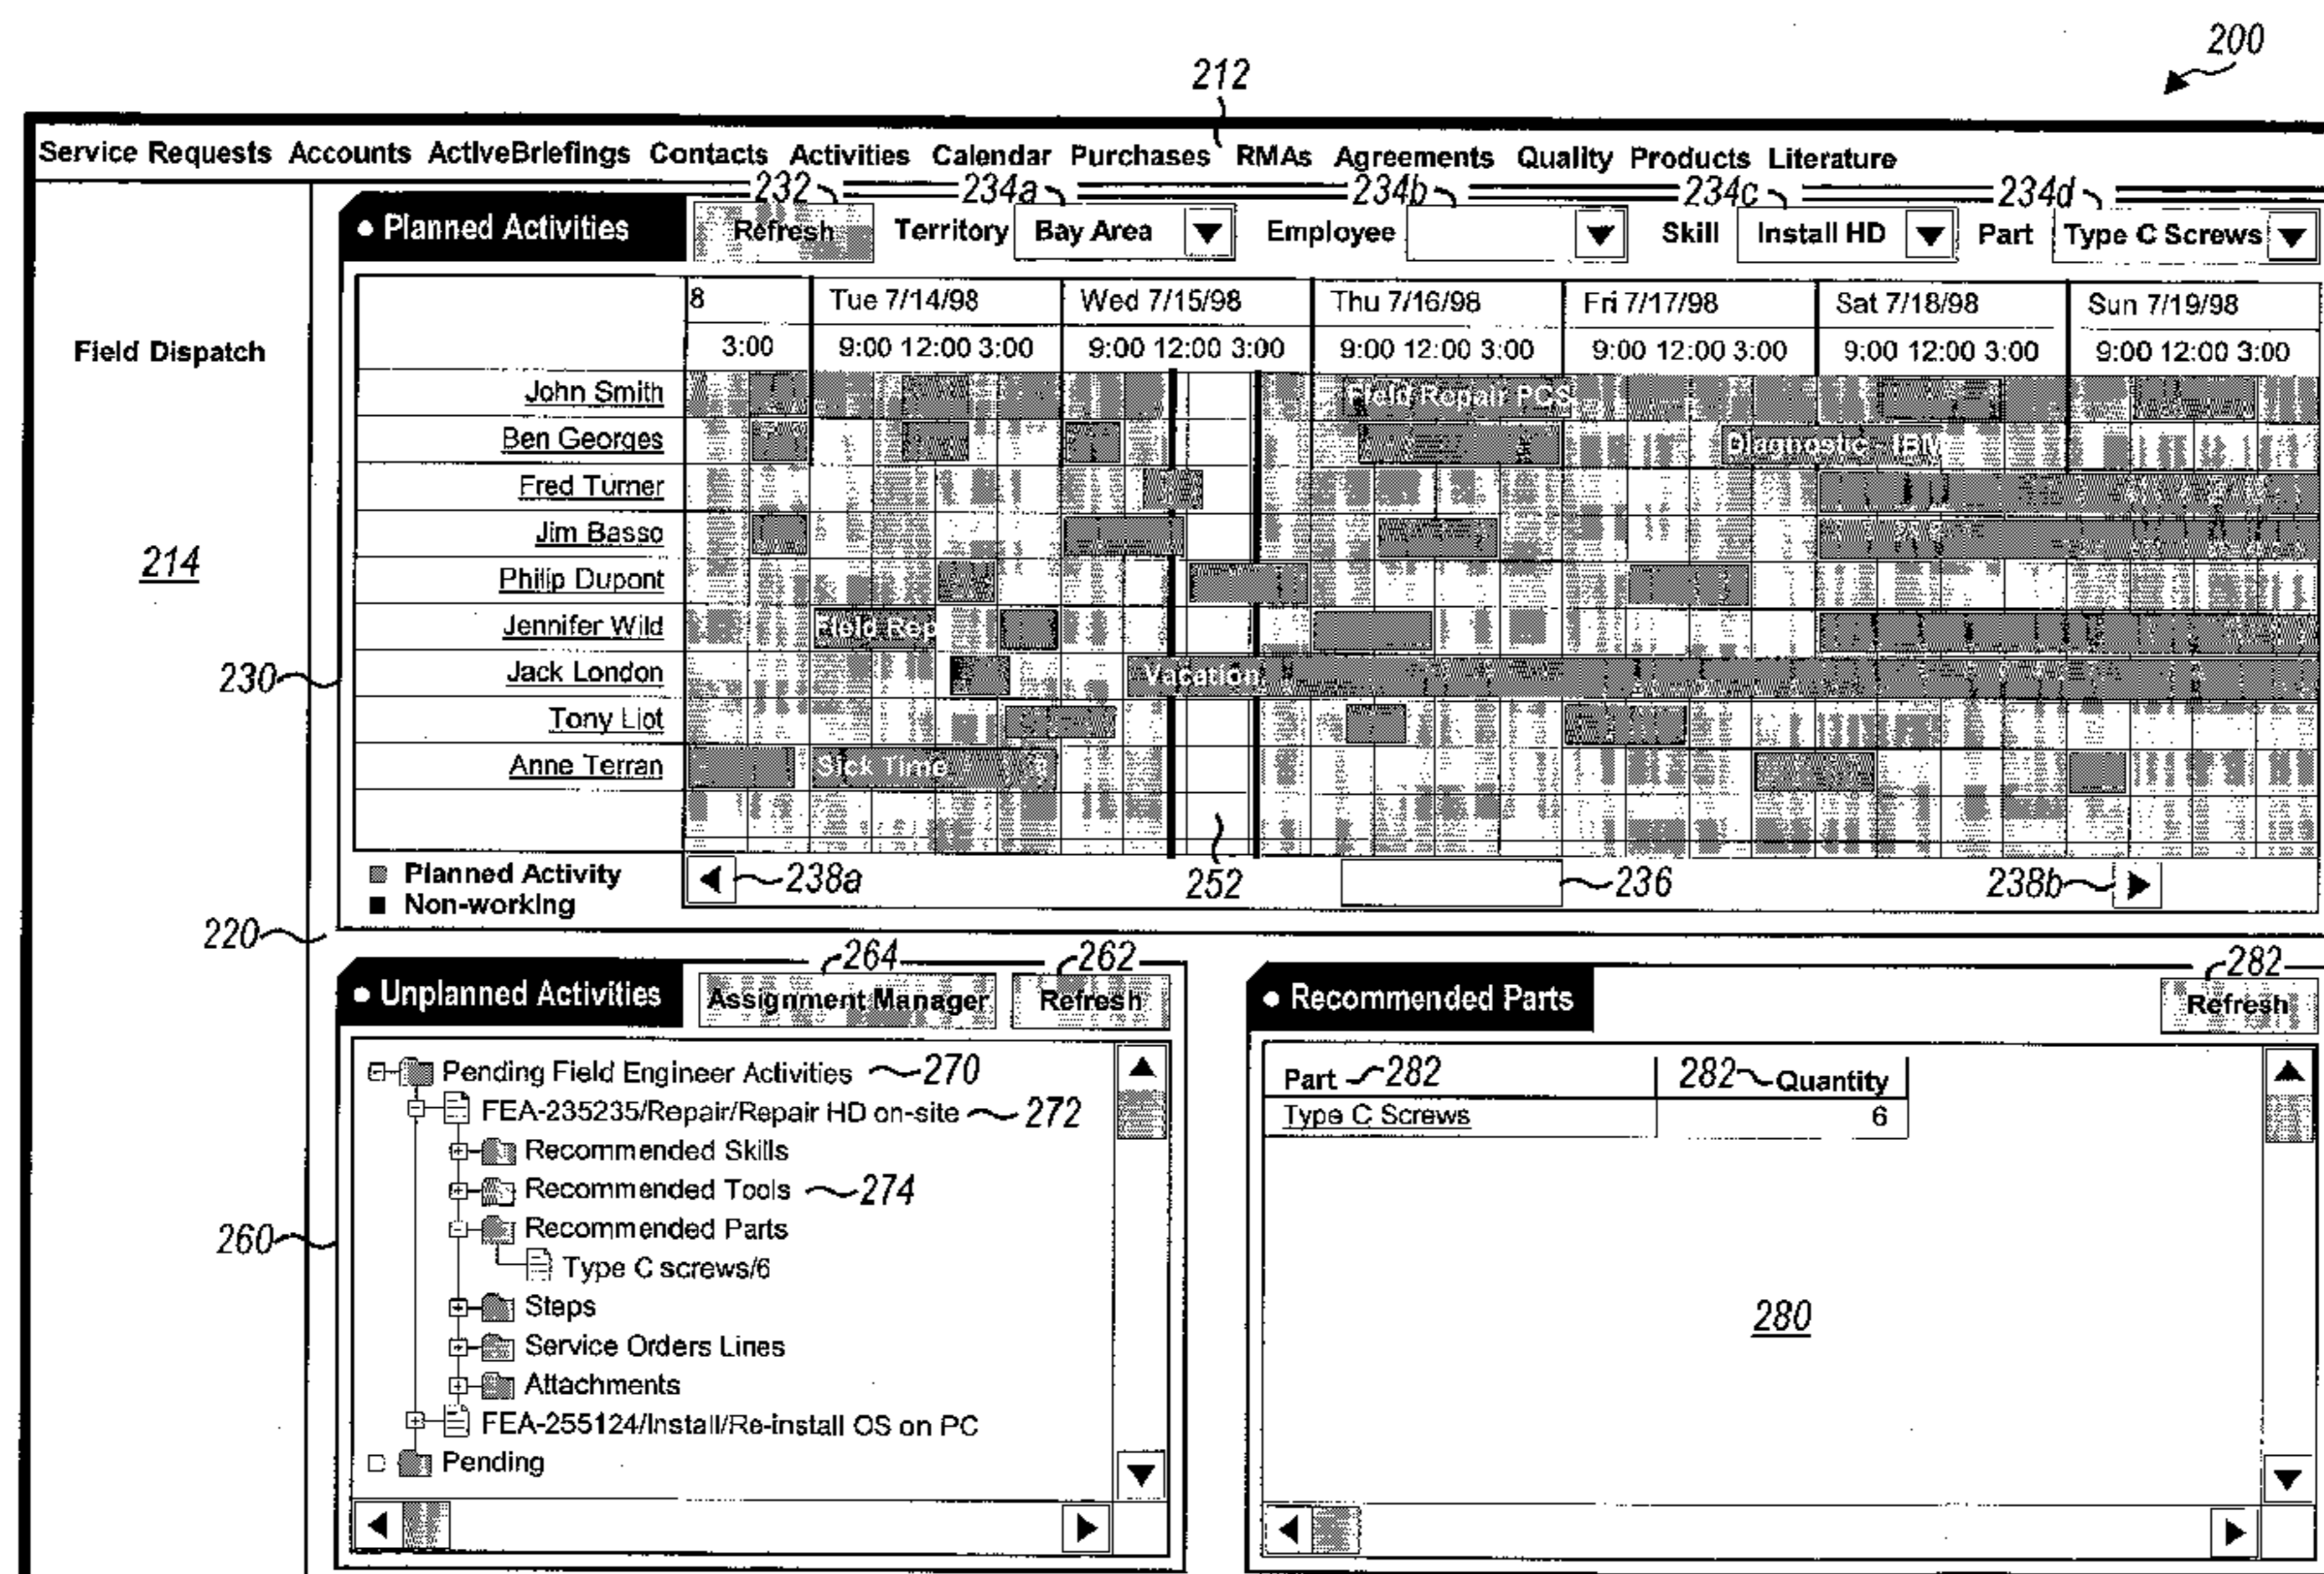 200
212
Service Requests Accounts ActiveBriefings Contacts Activities Calendar Purchases RMAs Agreements Quality Products Literature
232 234a 234b 234c 234d
• Planned Activities Refresh Territory Bay Area Employee Skill Install HD Part Type C Screws
8 Tue 7/14/98 Wed 7/15/98 Thu 7/16/98 Fri 7/17/98 Sat 7/18/98 Sun 7/19/98
Field Dispatch 3:00 9:00 12:00 3:00 9:00 12:00 3:00 9:00 12:00 3:00 9:00 12:00 3:00 9:00 12:00 3:00 9:00 12:00 3:00
John Smith Field Repair PCS
Ben Georges Diagnostic - IBM
Fred Turner
Jim Basso
214
Philip Dupont
Jennifer Wild Field Rep
230 Jack London Vacation
Tony Liot
Anne Terran Sick Time
Planned Activity 238a 252 236 238b
Non-working
220
264 262 282
• Unplanned Activities Assignment Manager Refresh • Recommended Parts Refresh
Pending Field Engineer Activities 270 Part 282 282 Quantity
FEA-235235/Repair/Repair HD on-site 272 Type C Screws 6
Recommended Skills
Recommended Tools 274
Recommended Parts
260
Type C screws/6
Steps 280
Service Orders Lines
Attachments
FEA-255124/Install/Re-install OS on PC
Pending